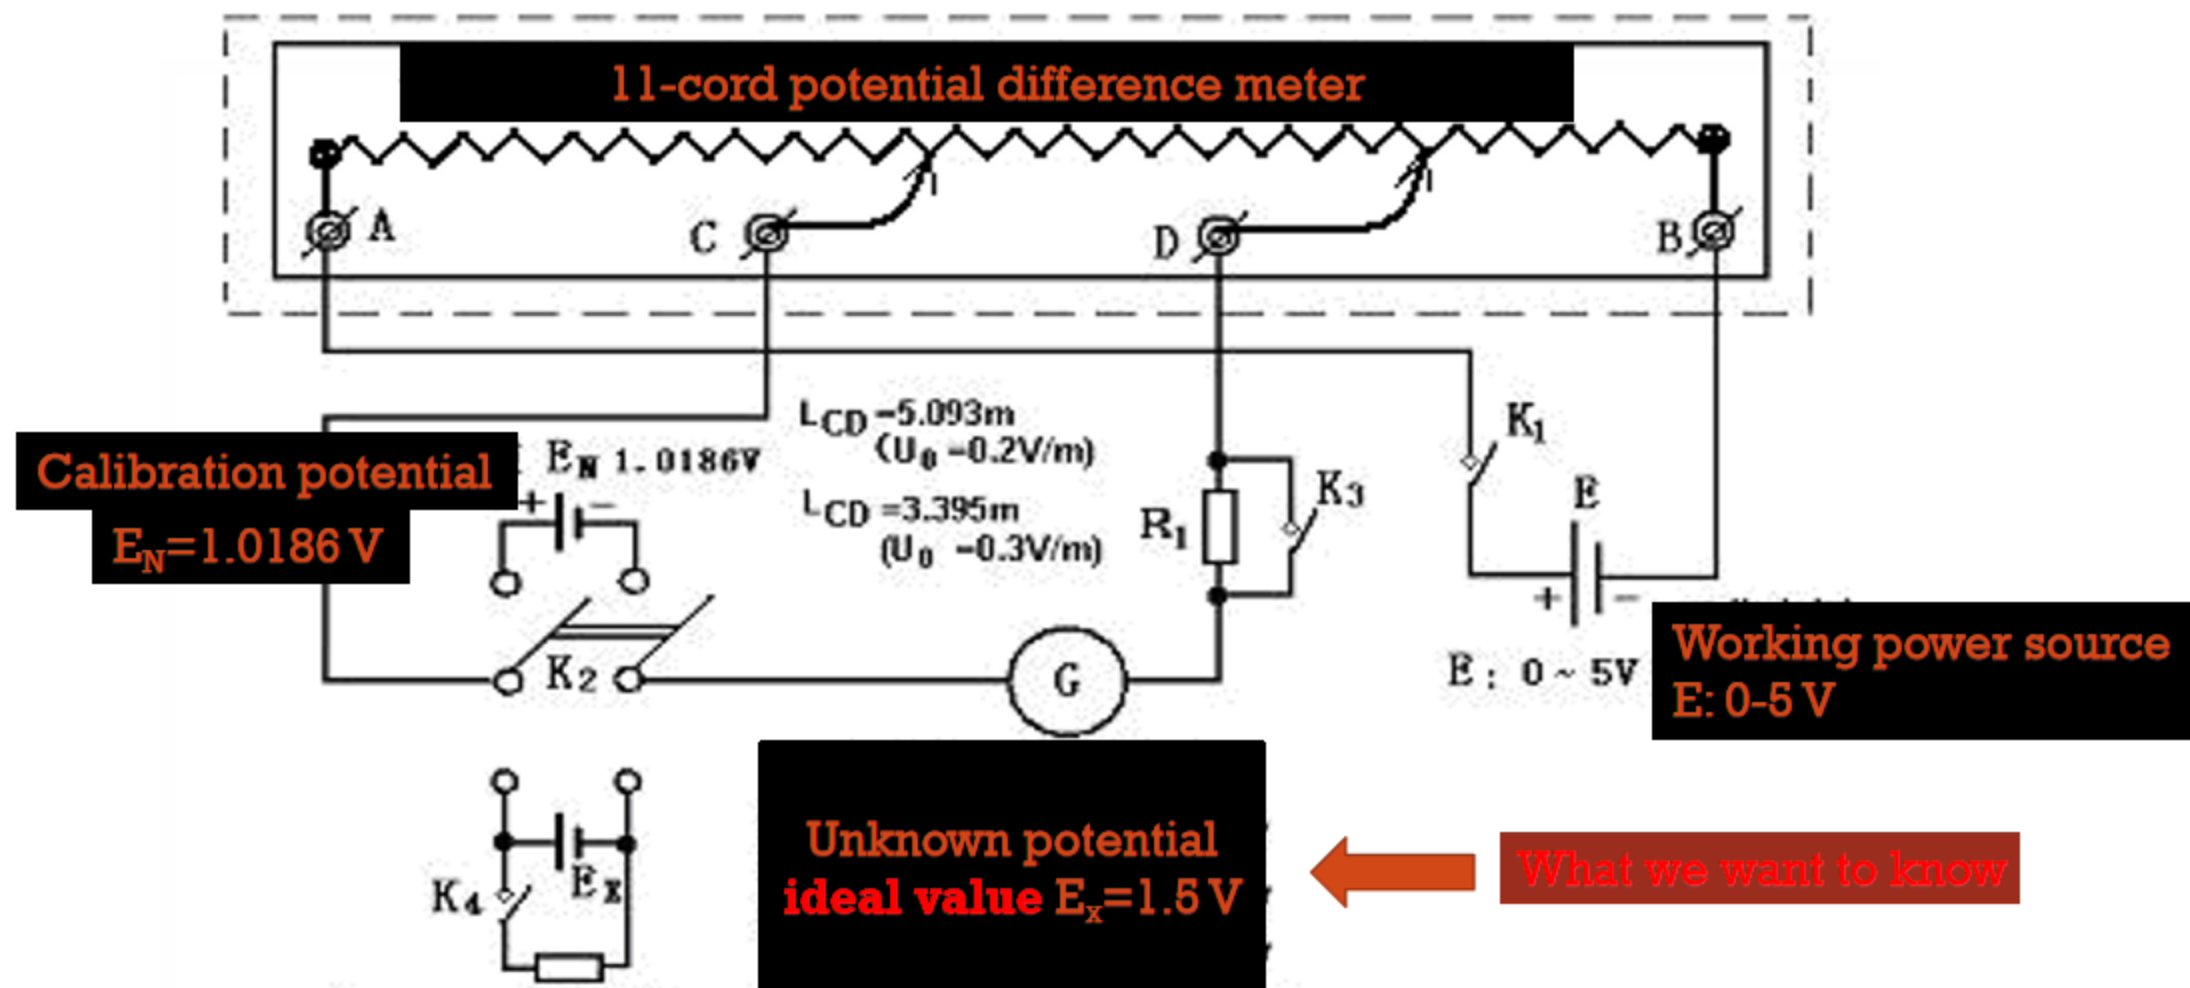 11-cord potential difference meter
A
C
D
B
L_CD =5.093m
(U_0 =0.2V/m)
L_CD =3.395m
(U_0 =0.3V/m)
Calibration potential
E_N=1.0186 V
E_N 1.0186V
+ −
K_1
K_3
R_1
E
+ −
E: 0~5V
Working power source
E: 0-5 V
K_2
G
K_4
E_X
Unknown potential
ideal value E_x=1.5 V
What we want to know